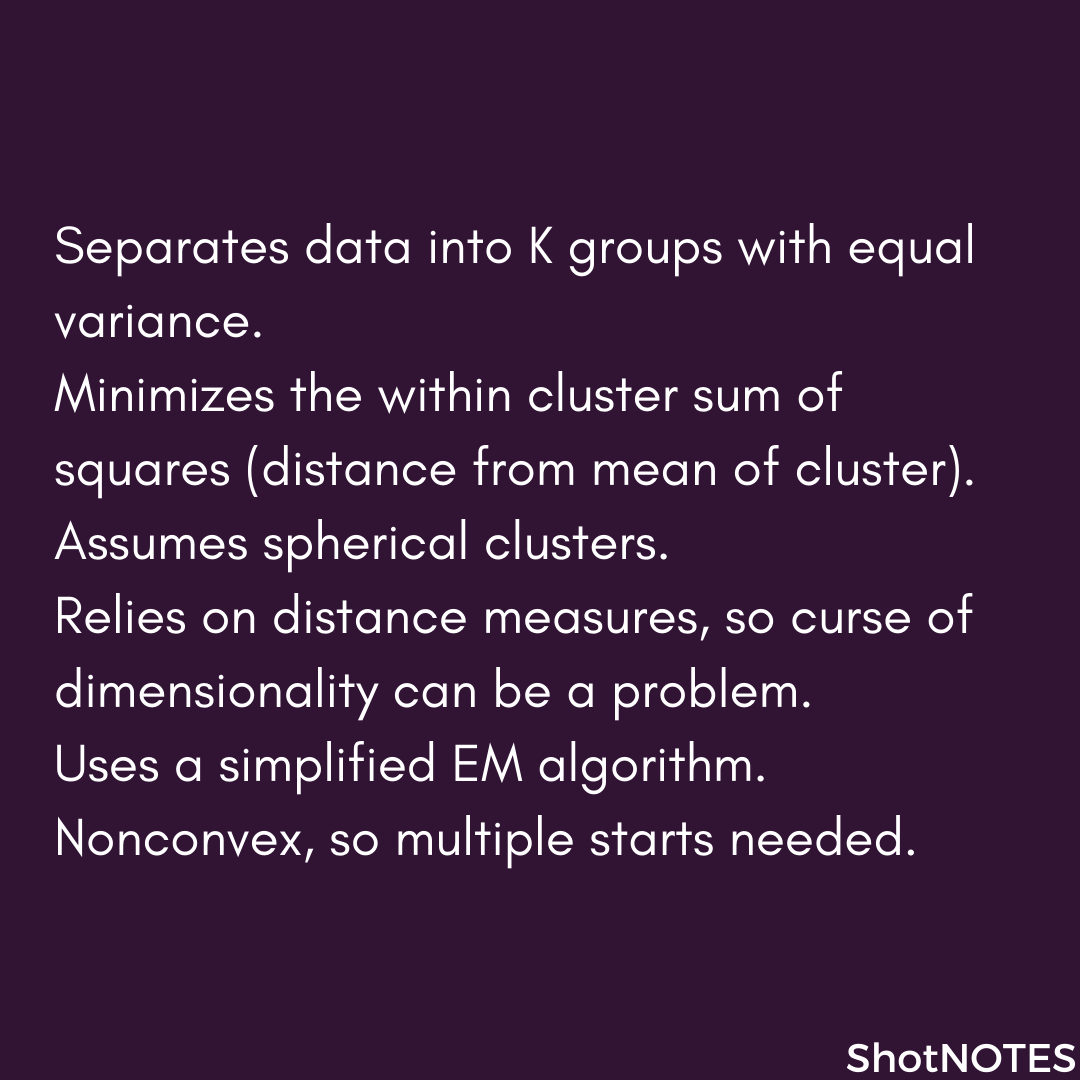 Separates data into K groups with equal
variance.
Minimizes the within cluster sum of
squares (distance from mean of cluster).
Assumes spherical clusters.
Relies on distance measures, so curse of
dimensionality can be a problem.
Uses a simplified EM algorithm.
Nonconvex, so multiple starts needed.
ShotNOTES